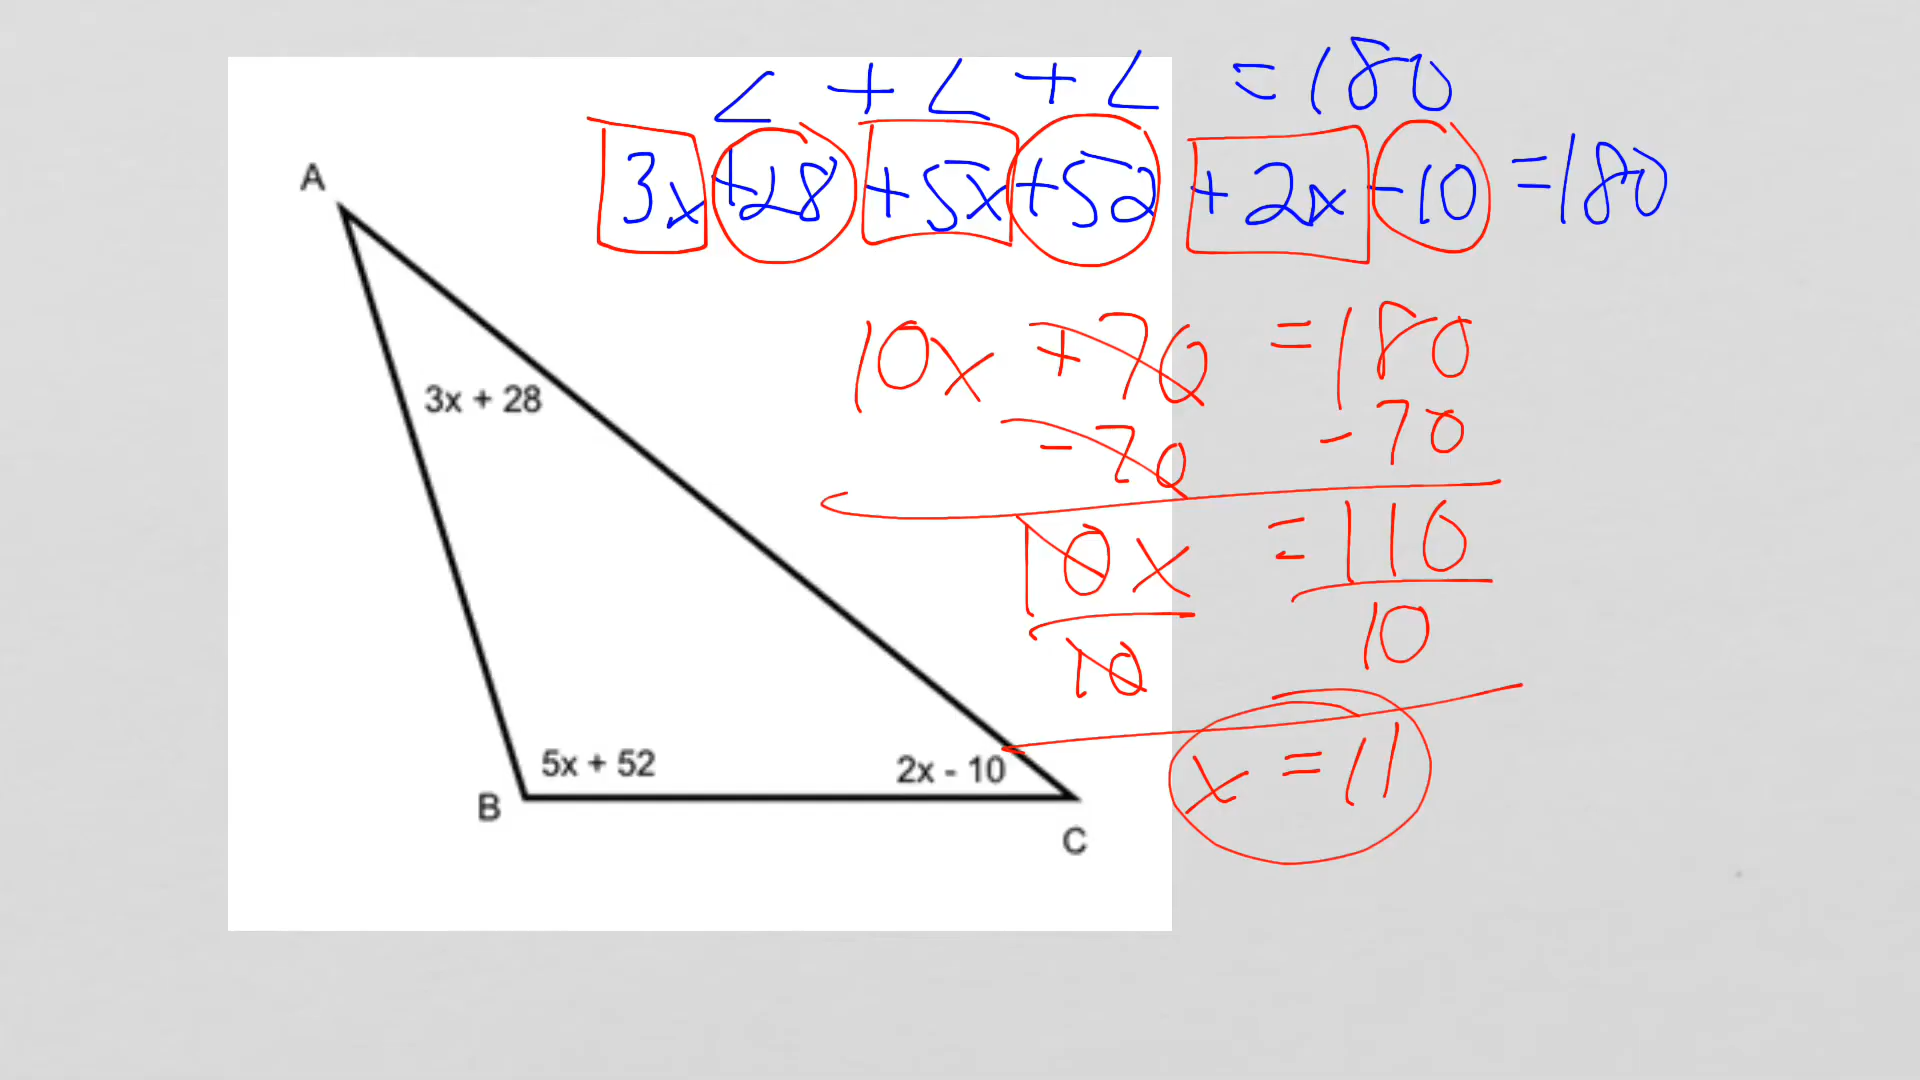 ∠ + ∠ + ∠ = 180
3x +28 +5x +52 +2x -10 =180
A
10x +70 =180
3x + 28
-70 -70
10x =110
10 10
5x + 52
2x - 10
x = 11
B
C